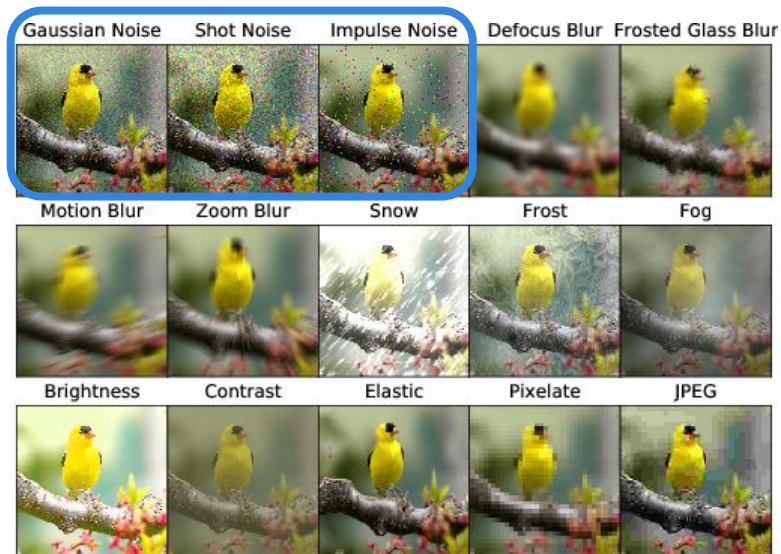 Gaussian Noise Shot Noise Impulse Noise Defocus Blur Frosted Glass Blur
Motion Blur Zoom Blur Snow Frost Fog
Brightness Contrast Elastic Pixelate JPEG